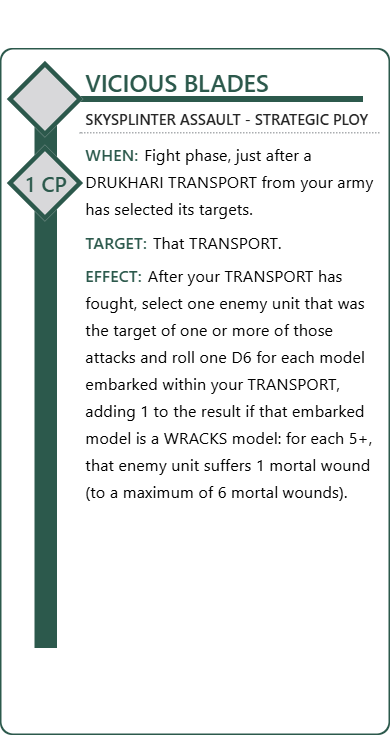 VICIOUS BLADES
SKYSPLINTER ASSAULT - STRATEGIC PLOY
1 CP
WHEN: Fight phase, just after a
DRUKHARI TRANSPORT from your army
has selected its targets.
TARGET: That TRANSPORT.
EFFECT: After your TRANSPORT has
fought, select one enemy unit that was
the target of one or more of those
attacks and roll one D6 for each model
embarked within your TRANSPORT,
adding 1 to the result if that embarked
model is a WRACKS model: for each 5+,
that enemy unit suffers 1 mortal wound
(to a maximum of 6 mortal wounds).